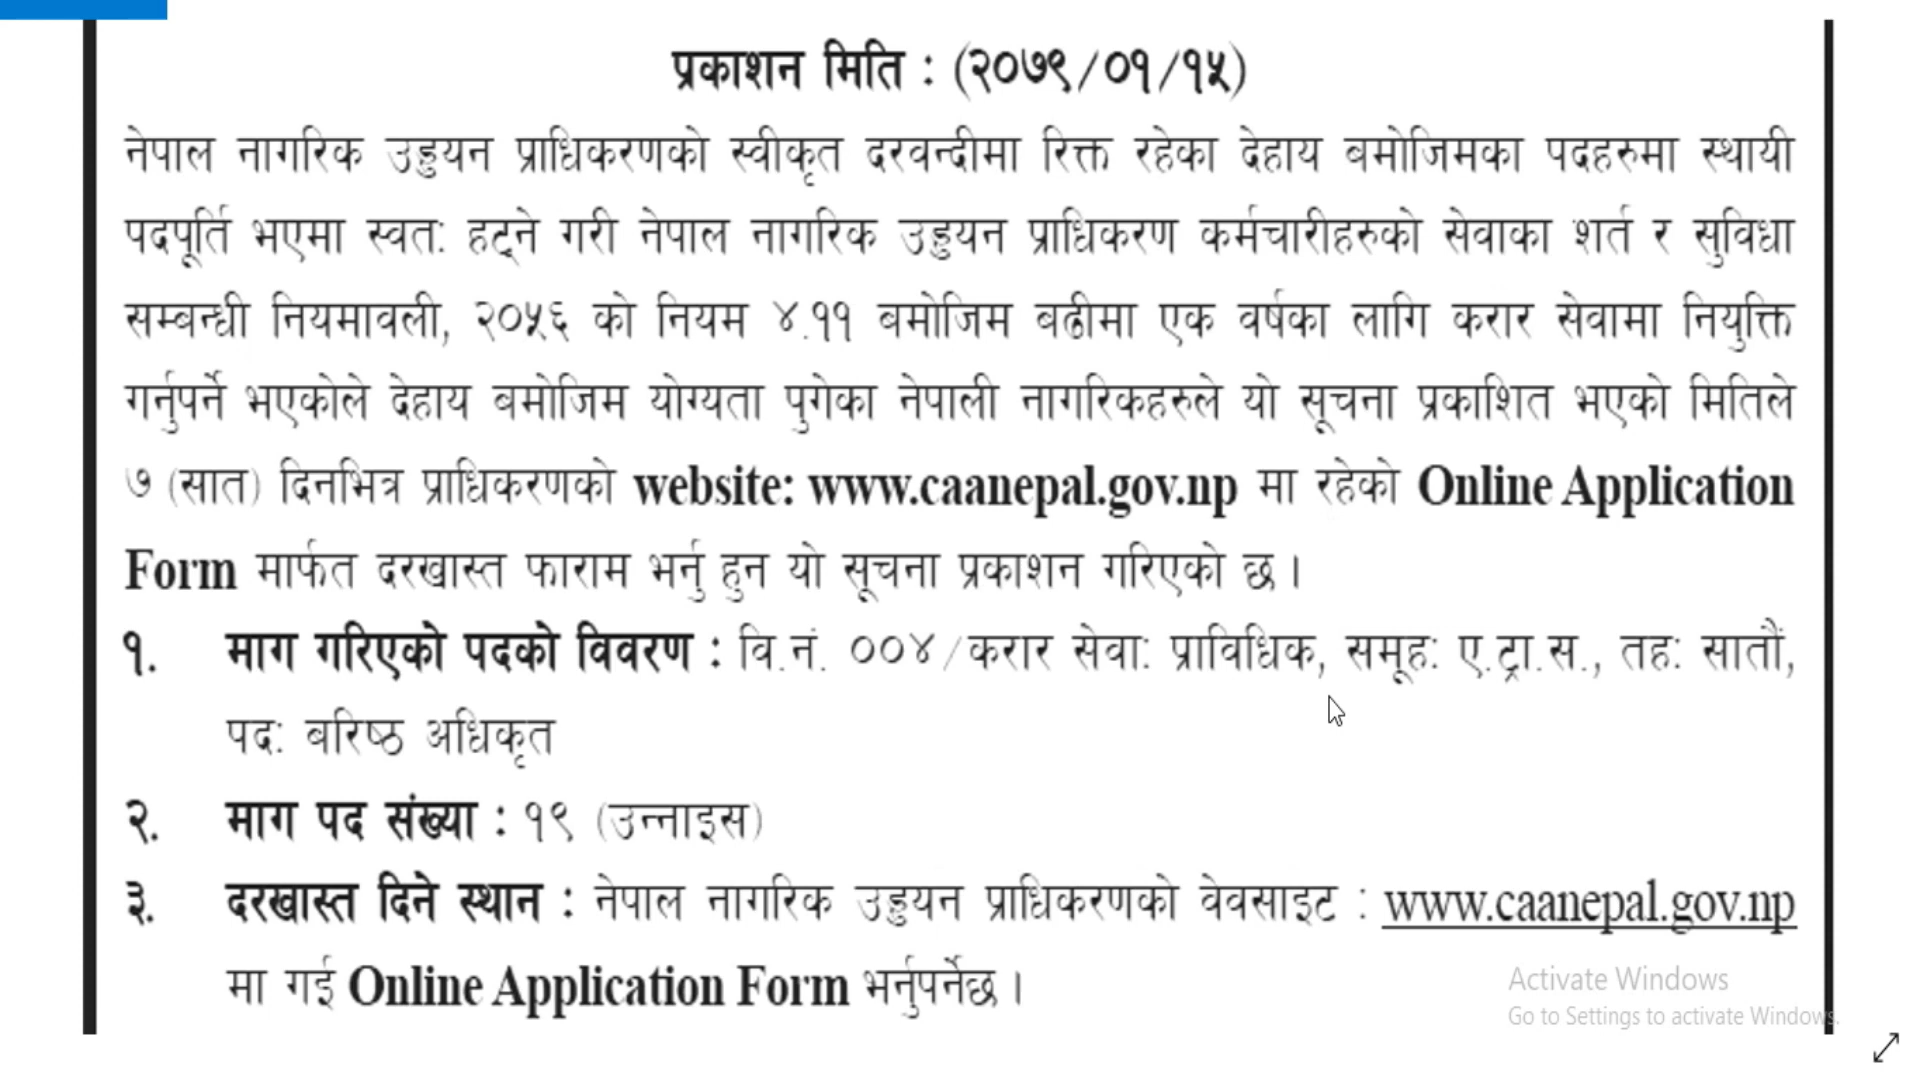 प्रकाशन मिति : (२०७९/०१/१५)
नेपाल नागरिक उड्डयन प्राधिकरणको स्वीकृत दरवन्दीमा रिक्त रहेका देहाय बमोजिमका पदहरुमा स्थायी
पदपूर्ति भएमा स्वत: हट्ने गरी नेपाल नागरिक उड्डयन प्राधिकरण कर्मचारीहरुको सेवाका शर्त र सुविधा
सम्बन्धी नियमावली, २०५६ को नियम ४.११ बमोजिम बढीमा एक वर्षका लागि करार सेवामा नियुक्ति
गर्नुपर्ने भएकोले देहाय बमोजिम योग्यता पुगेका नेपाली नागरिकहरुले यो सूचना प्रकाशित भएको मितिले
७ (सात) दिनभित्र प्राधिकरणको website: www.caanepal.gov.np मा रहेको Online Application
Form मार्फत दरखास्त फाराम भर्नु हुन यो सूचना प्रकाशन गरिएको छ ।
१. माग गरिएको पदको विवरण : वि.नं. ००४/करार सेवा: प्राविधिक, समूह: ए.ट्रा.स., तह: सातौं,
पद: बरिष्ठ अधिकृत
२. माग पद संख्या : १९ (उन्नाइस)
३. दरखास्त दिने स्थान : नेपाल नागरिक उड्डयन प्राधिकरणको वेवसाइट : www.caanepal.gov.np
मा गई Online Application Form भर्नुपर्नेछ ।
Activate Windows
Go to Settings to activate Windows.